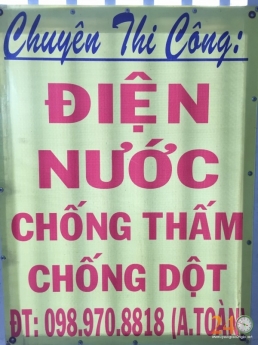 Chuyên Thi Công:
ĐIỆN
NƯỚC
CHỐNG THẤM
CHỐNG DỘT
ĐT: 098.970.8818 (A.TOÀN)